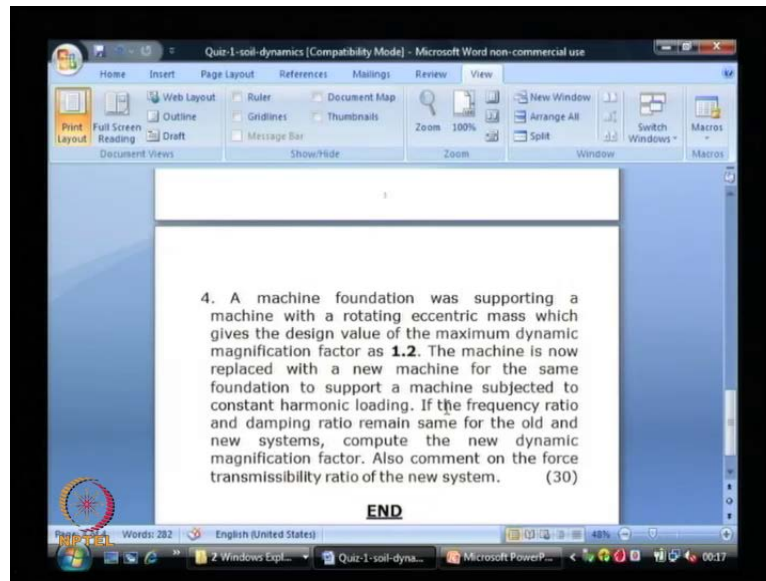 Quiz-1-soil-dynamics [Compatibility Mode] - Microsoft Word non-commercial use
Home Insert Page Layout References Mailings Review View
Print Layout
Full Screen Reading
Web Layout
Outline
Draft
Document Views
Ruler
Gridlines
Message Bar
Document Map
Thumbnails
Show/Hide
Zoom
100%
Zoom
New Window
Arrange All
Split
Switch Windows
Window
Macros
Macros
4. A machine foundation was supporting a
machine with a rotating eccentric mass which
gives the design value of the maximum dynamic
magnification factor as 1.2. The machine is now
replaced with a new machine for the same
foundation to support a machine subjected to
constant harmonic loading. If the frequency ratio
and damping ratio remain same for the old and
new systems, compute the new dynamic
magnification factor. Also comment on the force
transmissibility ratio of the new system. (30)
END
NPTEL
Words: 282 English (United States) 48%
2 Windows Expl... Quiz-1-soil-dyna... Microsoft PowerP... 00:17